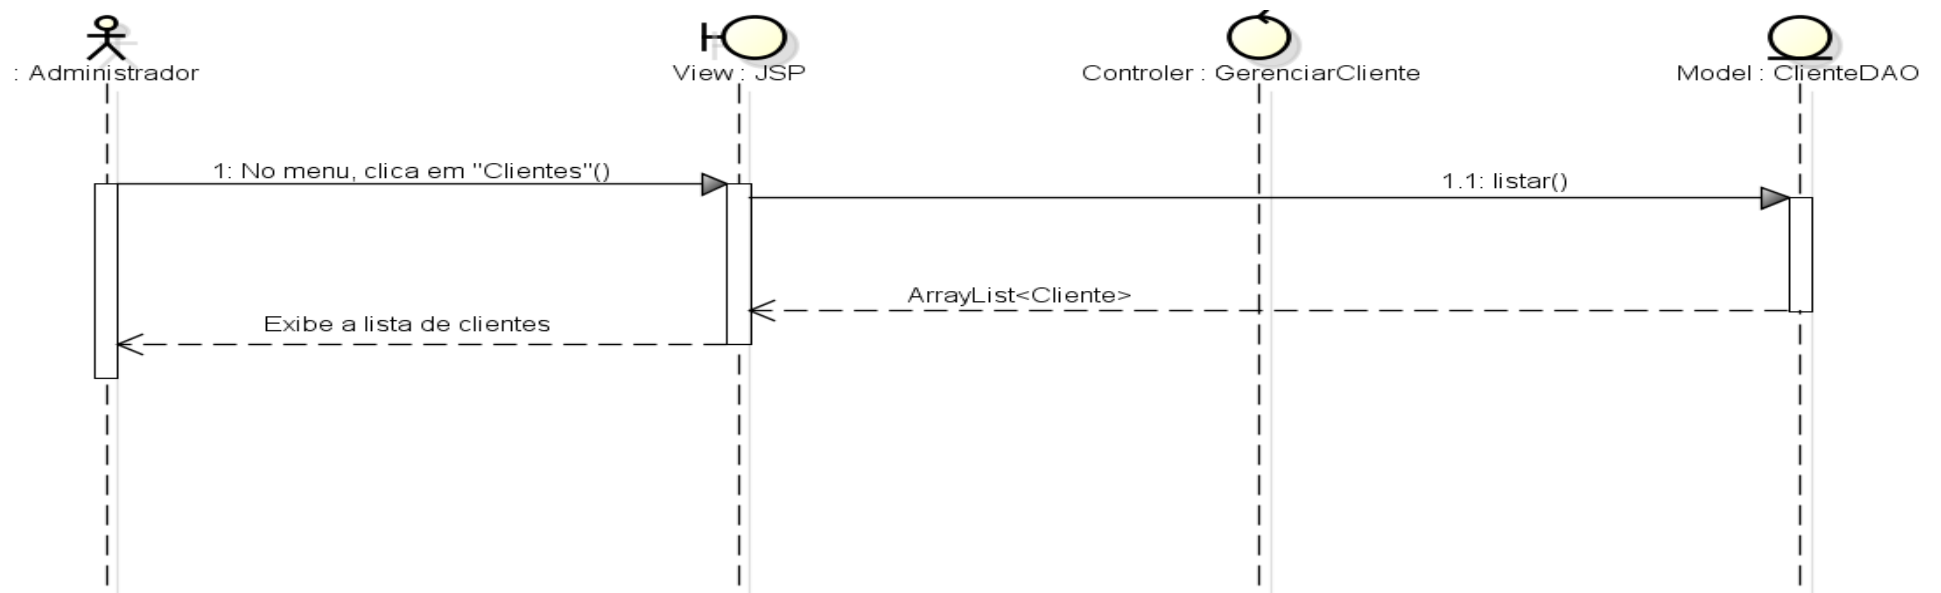 : Administrador
View : JSP
Controler : GerenciarCliente
Model : ClienteDAO
1: No menu, clica em "Clientes"()
1.1: listar()
ArrayList<Cliente>
Exibe a lista de clientes